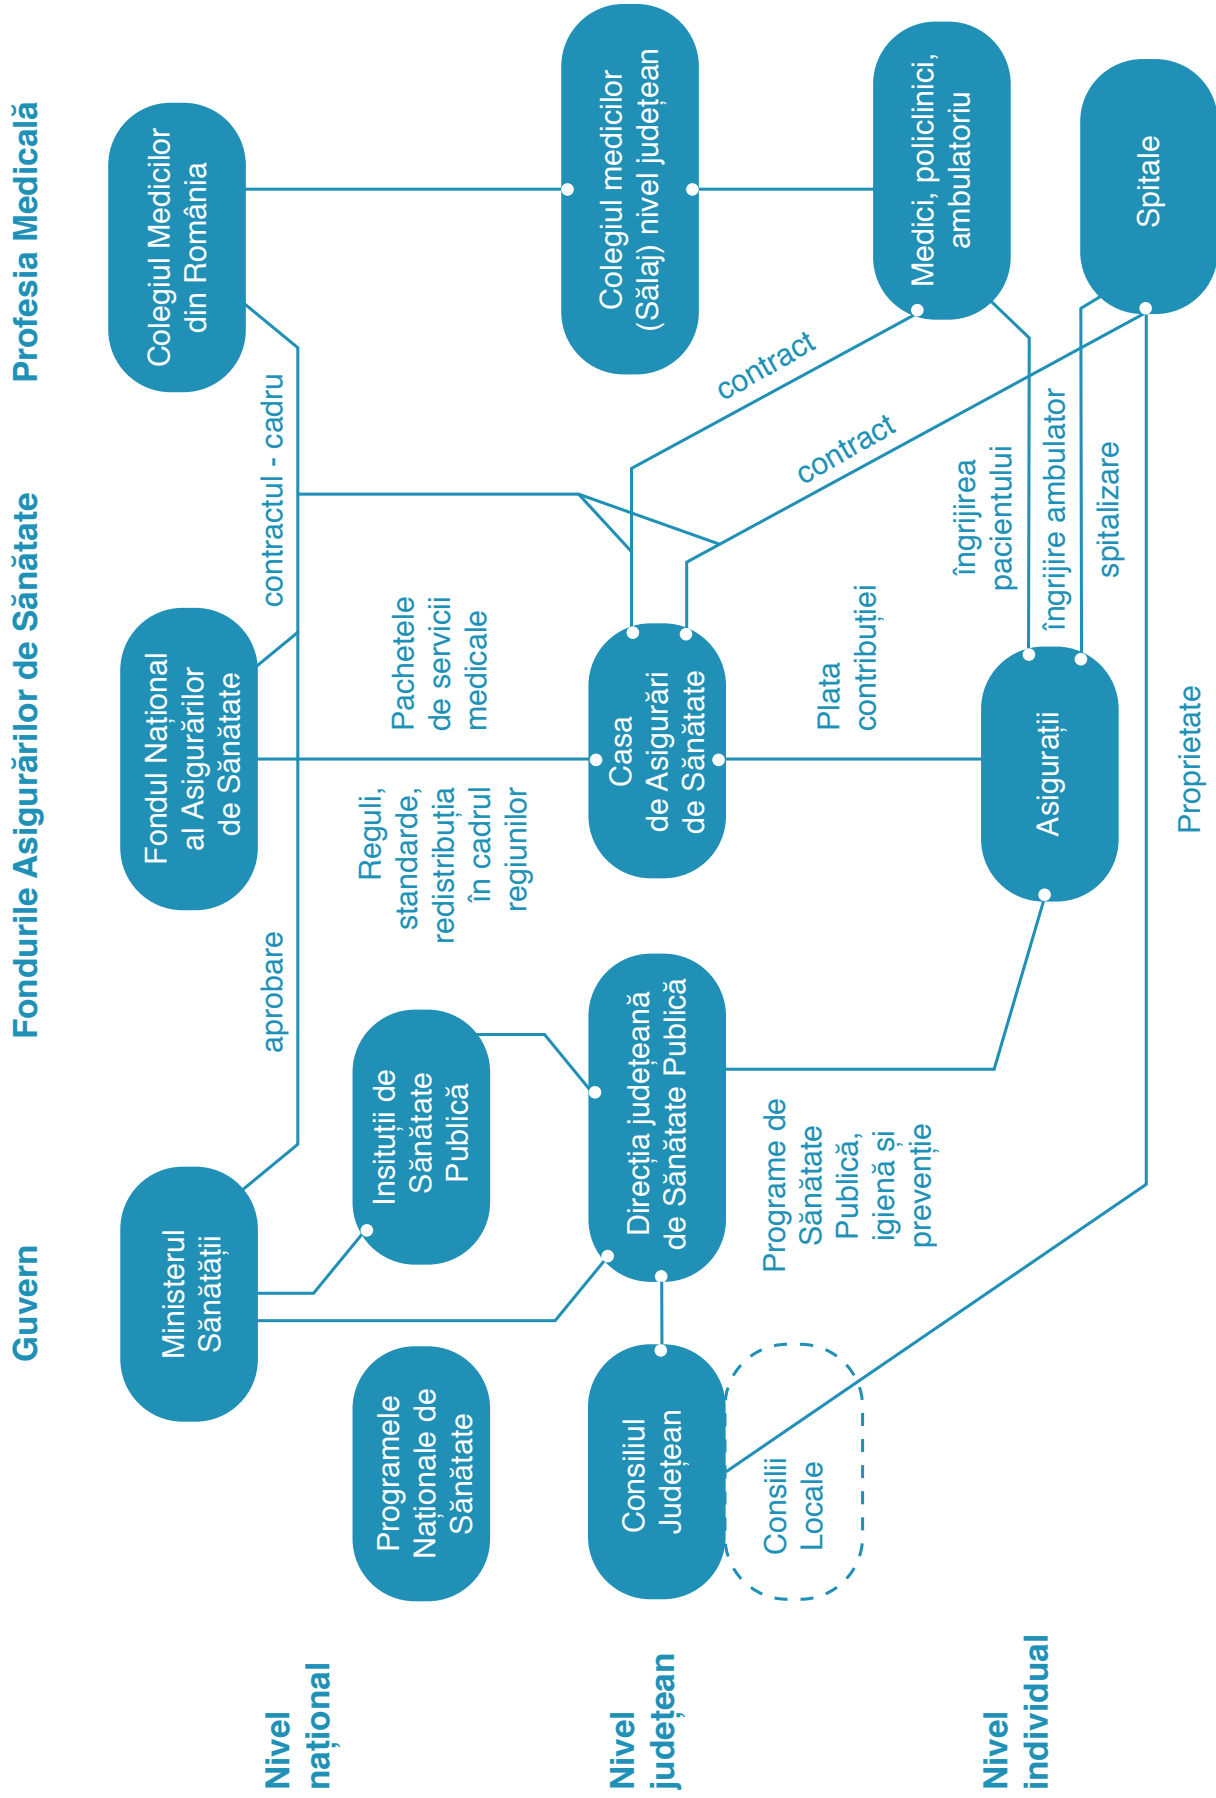 Guvern
Fondurile Asigurărilor de Sănătate
Profesia Medicală
Nivel
național
Ministerul
Sănătății
aprobare
Fondul Național
al Asigurărilor
de Sănătate
contractul - cadru
Colegiul Medicilor
din România
Programele
Naționale de
Sănătate
Insituții de
Sănătate
Publică
Reguli,
standarde,
redistribuția
în cadrul
regiunilor
Pachetele
de servicii
medicale
Nivel
județean
Consiliul
Județean
Direcția județeană
de Sănătate Publică
Casa
de Asigurări
de Sănătate
Colegiul medicilor
(Sălaj) nivel județean
contract
contract
Consilii
Locale
Programe de
Sănătate
Publică,
igienă și
prevenție
Plata
contribuției
Nivel
individual
Asigurații
îngrijirea
pacientului
îngrijire ambulator
spitalizare
Medici, policlinici,
ambulatoriu
Spitale
Proprietate